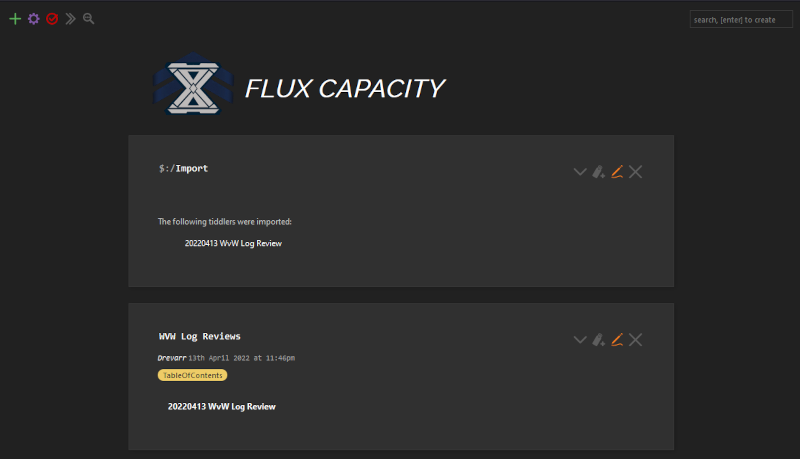 search, [enter] to create
FLUX CAPACITY
$:/Import
The following tiddlers were imported:
20220413 WvW Log Review
WVW Log Reviews
Drevarr 13th April 2022 at 11:46pm
TableOfContents
20220413 WvW Log Review